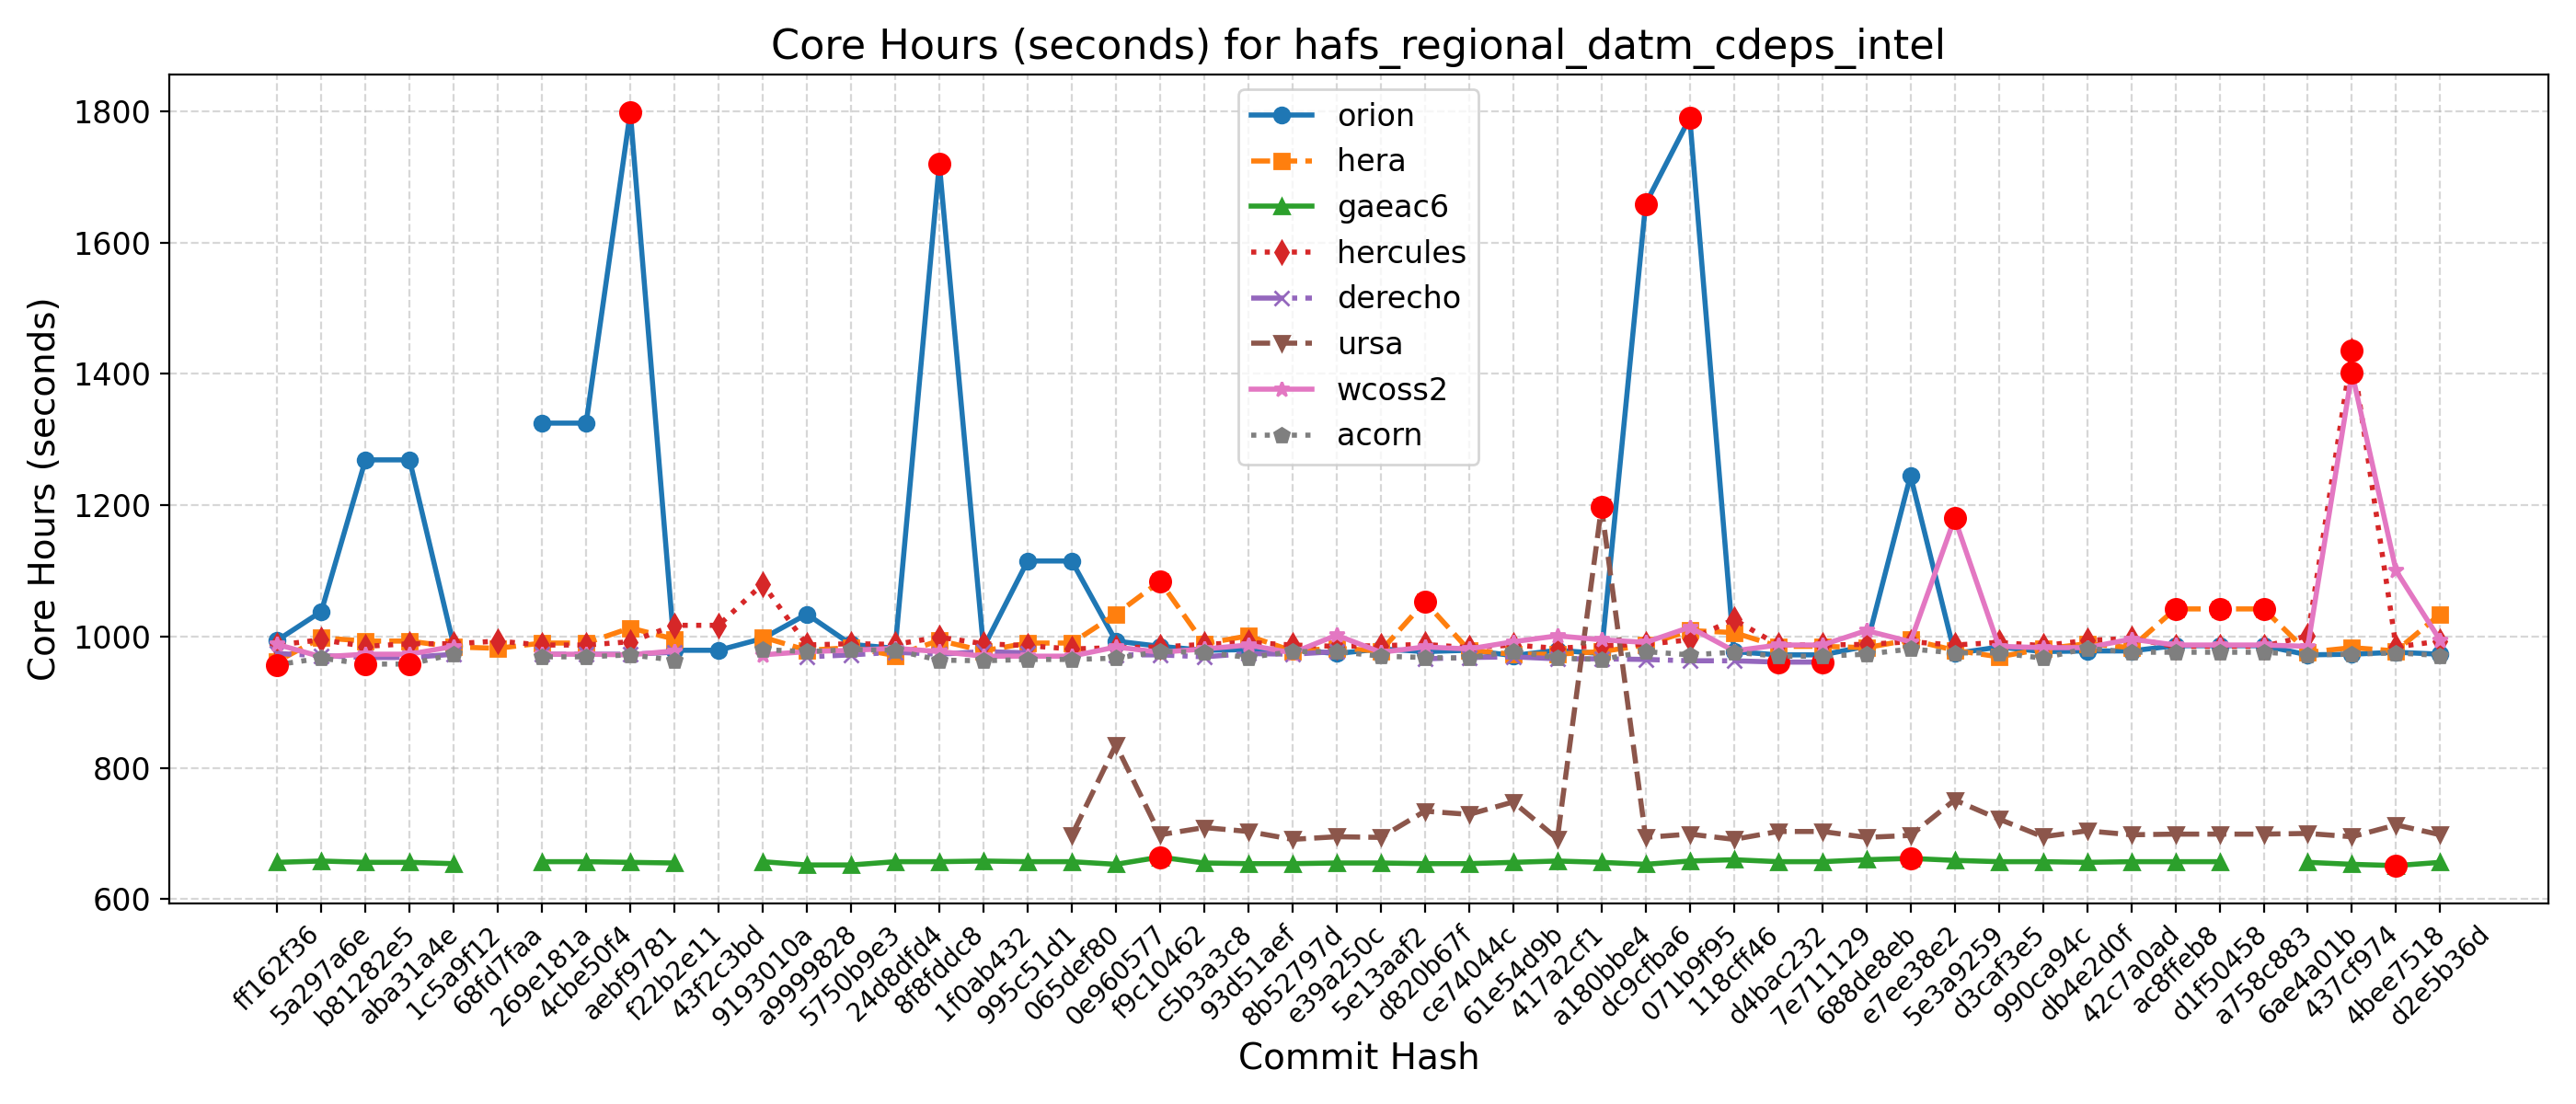 Core Hours (seconds) for hafs_regional_datm_cdeps_intel
Core Hours (seconds)
1800
1600
1400
1200
1000
800
600
orion
hera
gaeac6
hercules
derecho
ursa
wcoss2
acorn
ff162f36
5a297a6e
b81282e5
aba31a4e
1c5a9f12
68fd7faa
269e181a
4cbe50f4
aebf9781
f22b2e11
43f2c3bd
9193010a
a9999828
5750b9e3
24d8dfd4
8f8fddc8
1f0ab432
995c51d1
065def80
0e960577
f9c10462
c5b3a3c8
93d51aef
8b52797d
e39a250c
5e13aaf2
d820b67f
ce74044c
61e54d9b
417a2cf1
a180bbe4
dc9cfba6
071b9f95
118cff46
d4bac232
7e711129
688de8eb
e7ee38e2
5e3a9259
d3caf3e5
990ca94c
db4e2d0f
42c7a0ad
ac8ffeb8
d1f50458
a758c883
6ae4a01b
437cf974
4bee7518
d2e5b36d
Commit Hash